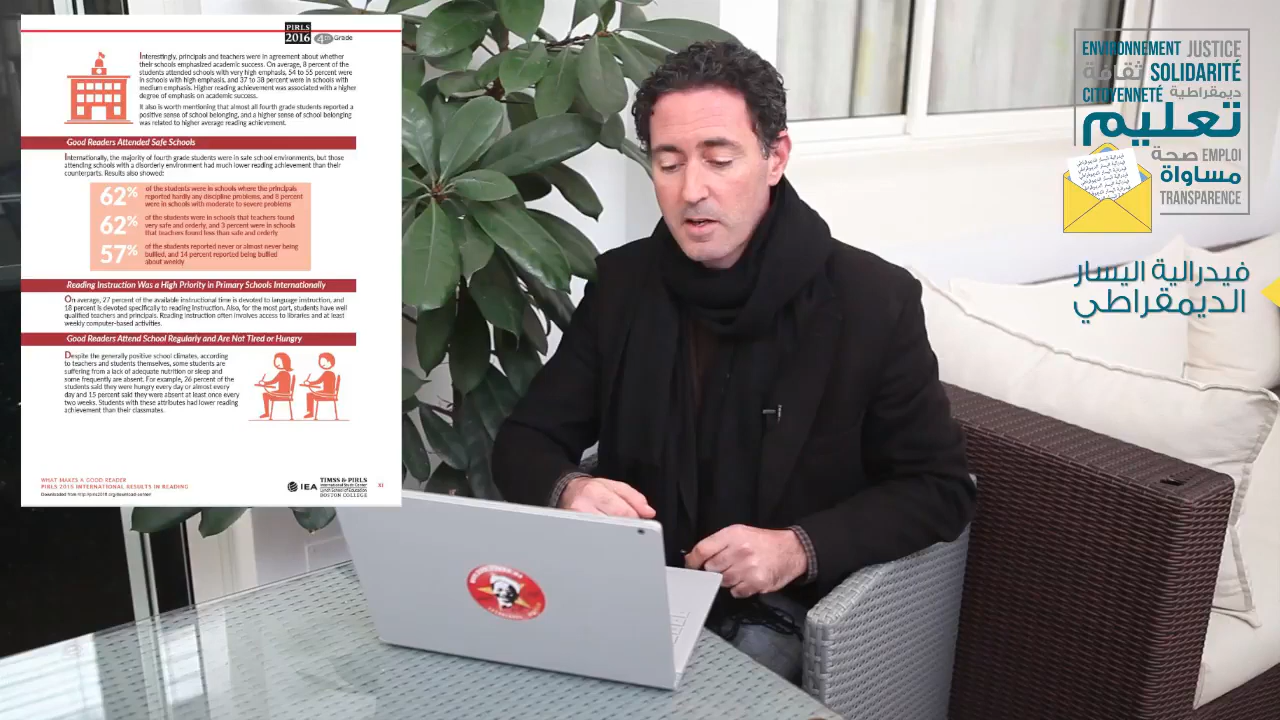 PIRLS
2016
4th Grade
Interestingly, principals and teachers were in agreement about whether
their schools emphasized academic success. On average, 8 percent of the
students attended schools with very high emphasis, 54 to 55 percent were
in schools with high emphasis, and 37 to 38 percent were in schools with
medium emphasis. Higher reading achievement was associated with a higher
degree of emphasis on academic success.
It also is worth mentioning that almost all fourth grade students reported a
positive sense of school belonging, and a higher sense of school belonging
was related to higher average reading achievement.
Good Readers Attended Safe Schools
Internationally, the majority of fourth grade students were in safe school environments, but those
attending schools with a disorderly environment had much lower reading achievement than their
counterparts. Results also showed:
62% of the students were in schools where the principals
reported hardly any discipline problems, and 8 percent
were in schools with moderate to severe problems
62% of the students were in schools that teachers found
very safe and orderly, and 3 percent were in schools
that teachers found less than safe and orderly
57% of the students reported never or almost never being
bullied, and 14 percent reported being bullied
about weekly
Reading Instruction Was a High Priority in Primary Schools Internationally
On average, 27 percent of the available instructional time is devoted to language instruction, and
18 percent is devoted specifically to reading instruction. Also, for the most part, students have well
qualified teachers and principals. Reading instruction often involves access to libraries and at least
weekly computer-based activities.
Good Readers Attend School Regularly and Are Not Tired or Hungry
Despite the generally positive school climates, according
to teachers and students themselves, some students are
suffering from a lack of adequate nutrition or sleep and
some frequently are absent. For example, 26 percent of the
students said they were hungry every day or almost every
day and 15 percent said they were absent at least once every
two weeks. Students with these attributes had lower reading
achievement than their classmates.
WHAT MAKES A GOOD READER
PIRLS 2016 INTERNATIONAL RESULTS IN READING
IEA
TIMSS & PIRLS
International Study Center
Lynch School of Education
BOSTON COLLEGE
XI
ENVIRONNEMENT JUSTICE
ثقافة SOLIDARITÉ
CITOYENNETÉ ديمقراطية
تعليم
صحة EMPLOI
مساواة
TRANSPARENCE
فيدرالية اليسار
الديمقراطي